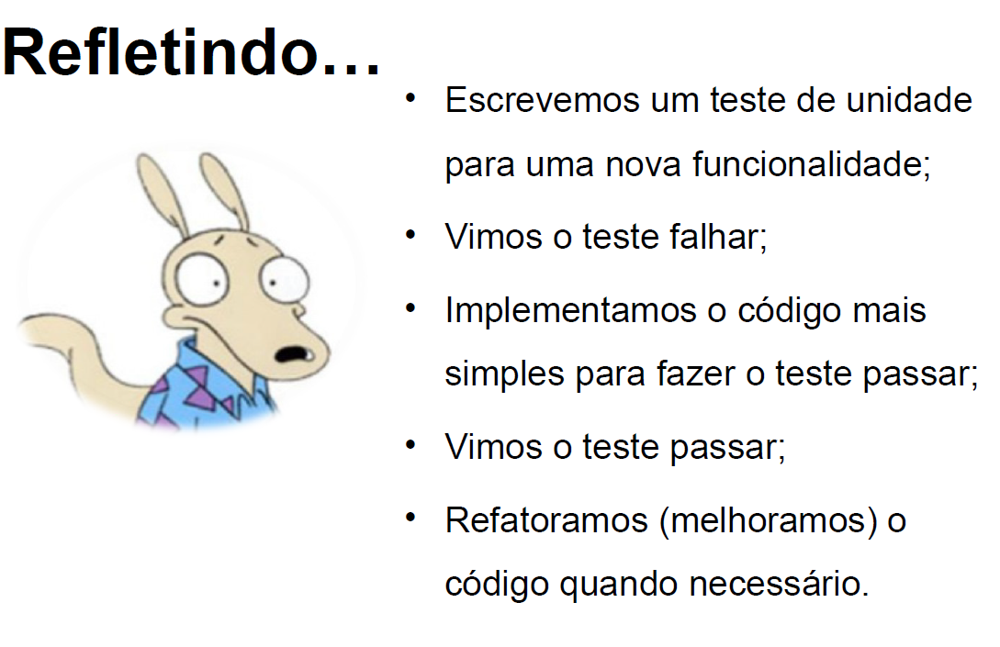 Refletindo…
• Escrevemos um teste de unidade
para uma nova funcionalidade;
• Vimos o teste falhar;
• Implementamos o código mais
simples para fazer o teste passar;
• Vimos o teste passar;
• Refatoramos (melhoramos) o
código quando necessário.